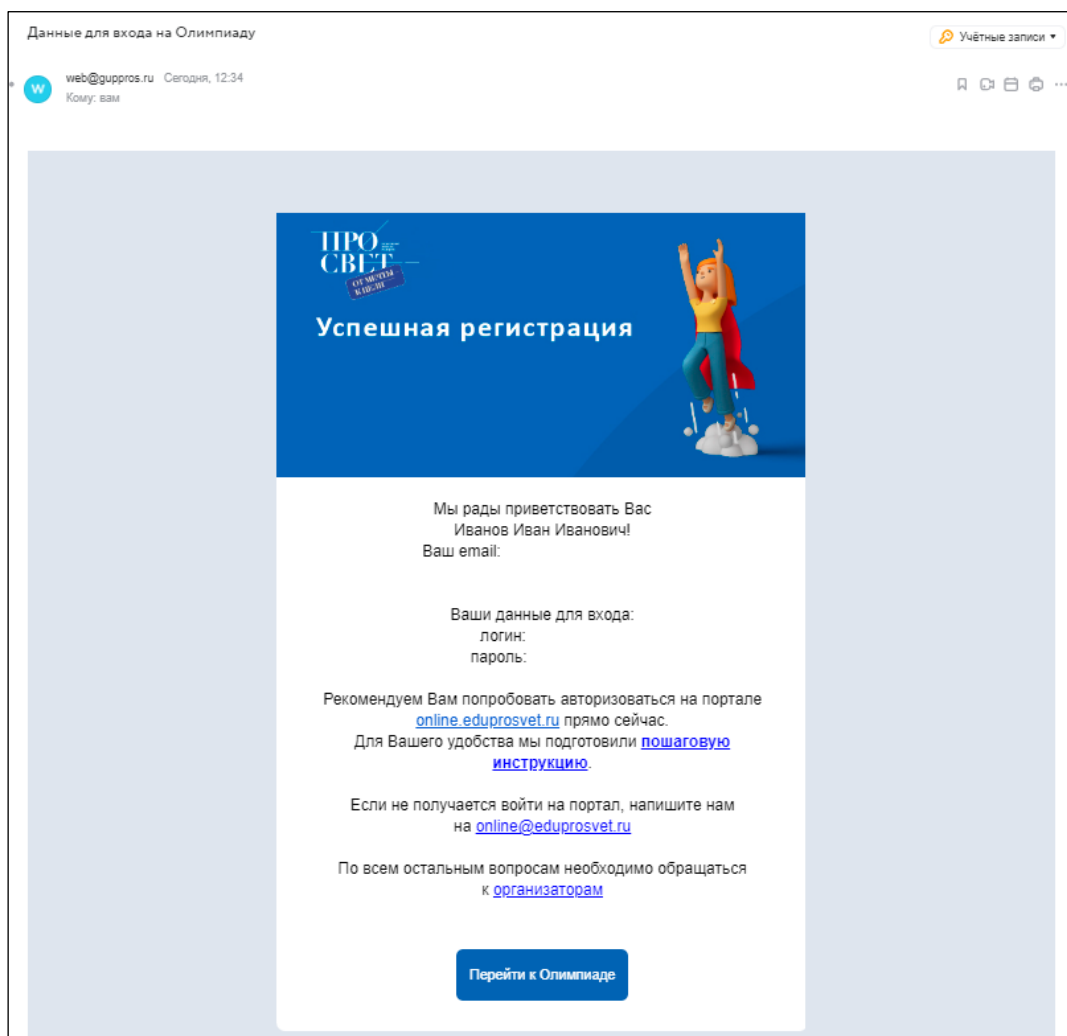 Данные для входа на Олимпиаду
Учётные записи
W
web@guppros.ru Сегодня, 12:34
Кому: вам
ПРО
СВЕТ
ОТ МЕЧТЫ -
К ЦЕЛИ
Успешная регистрация
Мы рады приветствовать Вас
Иванов Иван Иванович!
Ваш email:
Ваши данные для входа:
логин:
пароль:
Рекомендуем Вам попробовать авторизоваться на портале
online.eduprosvet.ru прямо сейчас.
Для Вашего удобства мы подготовили пошаговую
инструкцию.
Если не получается войти на портал, напишите нам
на online@eduprosvet.ru
По всем остальным вопросам необходимо обращаться
к организаторам
Перейти к Олимпиаде